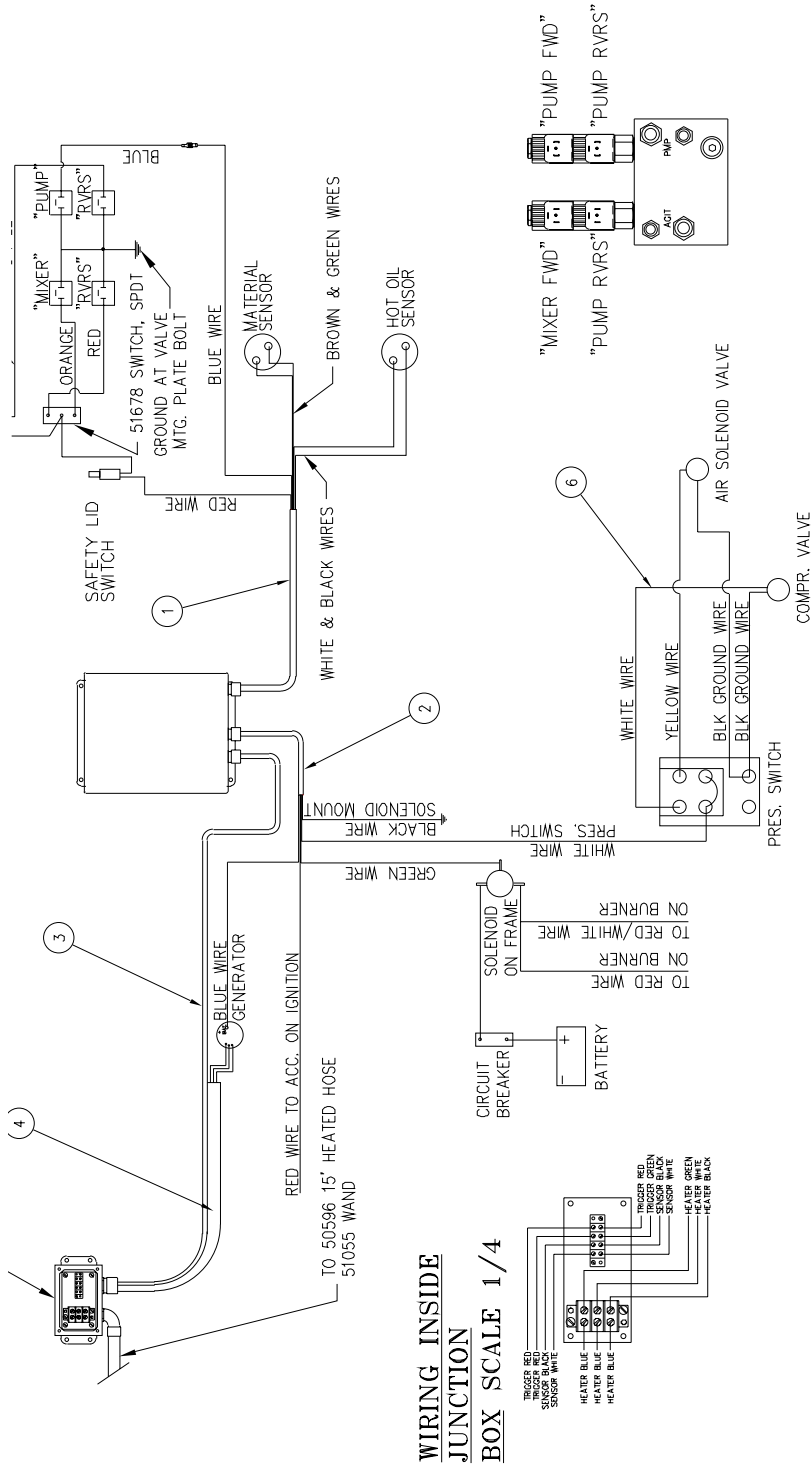 "MIXER"
"PUMP"
"RVRS"
"RVRS"
ORANGE
RED
BLUE
51678 SWITCH, SPDT
GROUND AT VALVE
MTG. PLATE BOLT
SAFETY LID
SWITCH
RED WIRE
BLUE WIRE
MATERIAL
SENSOR
BROWN & GREEN WIRES
HOT OIL
SENSOR
WHITE & BLACK WIRES
1
2
3
4
6
"MIXER FWD"
"PUMP RVRS"
"PUMP FWD"
"PUMP RVRS"
AGIT
PMP
BLUE WIRE
GENERATOR
RED WIRE TO ACC. ON IGNITION
TO 50596 15' HEATED HOSE
51055 WAND
BLACK WIRE
SOLENOID MOUNT
WHITE WIRE
PRES. SWITCH
GREEN WIRE
SOLENOID
ON FRAME
TO RED/WHITE WIRE
ON BURNER
TO RED WIRE
ON BURNER
CIRCUIT
BREAKER
BATTERY
+
-
WHITE WIRE
YELLOW WIRE
BLK GROUND WIRE
BLK GROUND WIRE
PRES. SWITCH
AIR SOLENOID VALVE
COMPR. VALVE
WIRING INSIDE
JUNCTION
BOX SCALE 1/4
TRIGGER RED
TRIGGER RED
SENSOR BLACK
SENSOR WHITE
HEATER BLUE
HEATER BLUE
HEATER BLUE
TRIGGER RED
TRIGGER GREEN
SENSOR BLACK
SENSOR WHITE
HEATER GREEN
HEATER WHITE
HEATER BLACK